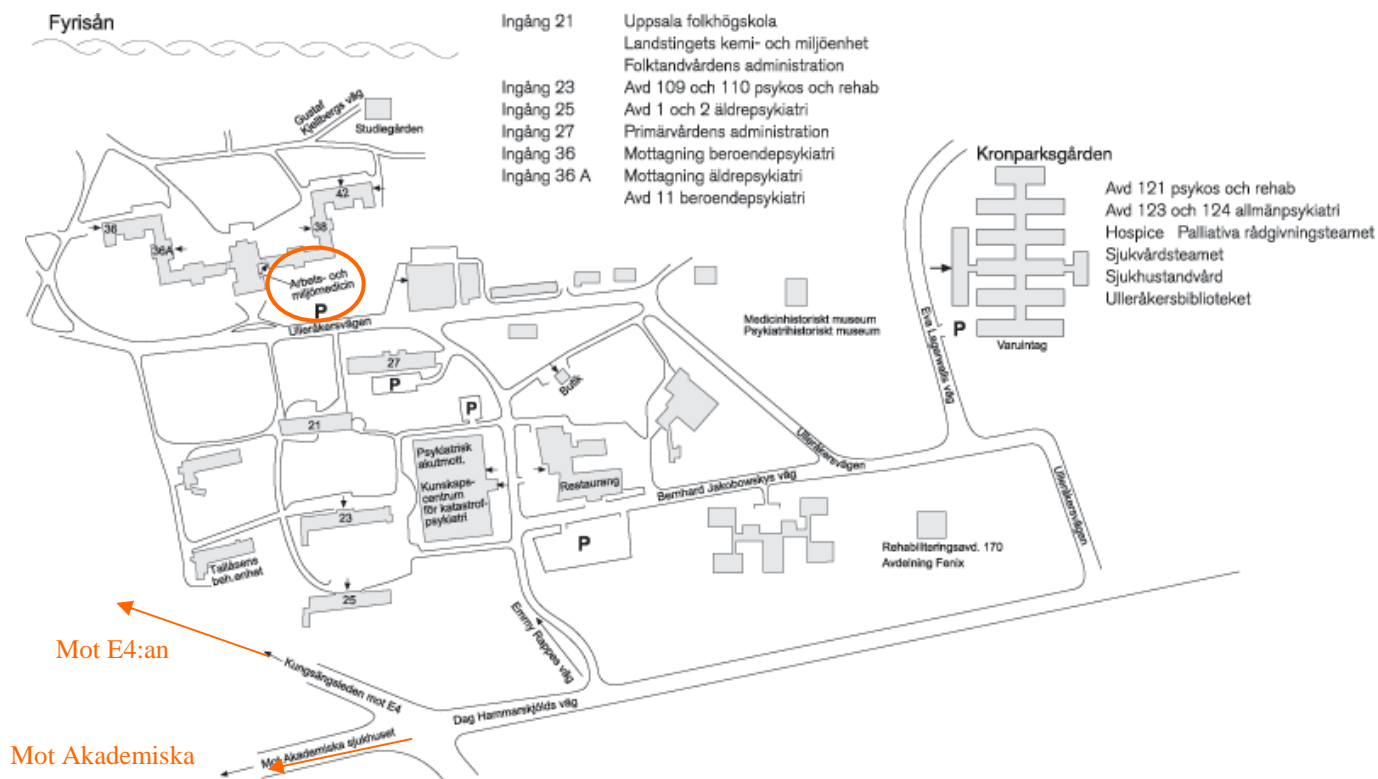 Fyrisån
Ingång 21 Uppsala folkhögskola
Landstingets kemi- och miljöenhet
Folktandvårdens administration
Ingång 23 Avd 109 och 110 psykos och rehab
Ingång 25 Avd 1 och 2 äldrepsykiatri
Ingång 27 Primärvårdens administration
Ingång 36 Mottagning beroendepsykiatri
Ingång 36 A Mottagning äldrepsykiatri
Avd 11 beroendepsykiatri
Gustaf
Kjellbergs väg
Studiegården
Kronparksgården
Avd 121 psykos och rehab
Avd 123 och 124 allmänpsykiatri
Hospice Palliativa rådgivningsteamet
Sjukvårdsteamet
Sjukhustandvård
Ulleråkersbiblioteket
P
Varuintag
Eva Lagerwalls väg
42
38
36
36A
Arbets- och
miljömedicin
P
Ulleråkersvägen
Medicinhistoriskt museum
Psykiatrihistoriskt museum
27
P
Butik
P
21
Psykiatrisk
akutmott.
Kunskaps-
centrum
för katastrof-
psykiatri
Restaurang
Ulleråkersvägen
Bernhard Jakobowskys väg
Ulleråkersvägen
23
P
Rehabiliteringsavd. 170
Avdelning Fenix
Tallåsens
beh.enhet
25
Emmy Rappes väg
Mot E4:an
Kungsängsleden mot E4
Dag Hammarskjölds väg
Mot Akademiska sjukhuset
Mot Akademiska